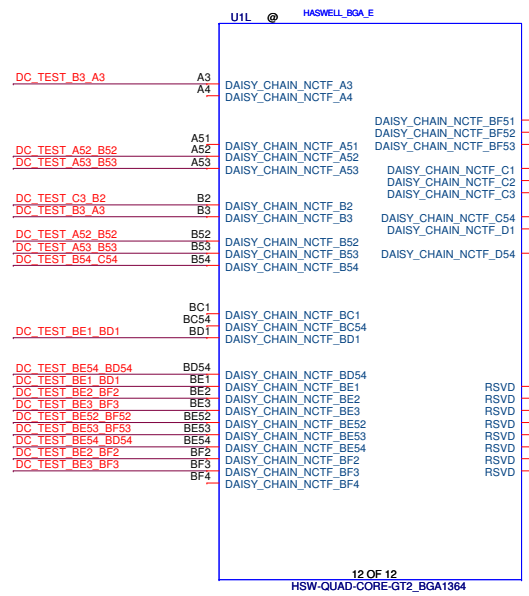 U1L @ HASWELL_BGA_E
DC_TEST_B3_A3 A3 DAISY_CHAIN_NCTF_A3
A4 DAISY_CHAIN_NCTF_A4
DAISY_CHAIN_NCTF_BF51
DAISY_CHAIN_NCTF_BF52
A51 DAISY_CHAIN_NCTF_A51 DAISY_CHAIN_NCTF_BF53
DC_TEST_A52_B52 A52 DAISY_CHAIN_NCTF_A52
DC_TEST_A53_B53 A53 DAISY_CHAIN_NCTF_A53 DAISY_CHAIN_NCTF_C1
DAISY_CHAIN_NCTF_C2
DAISY_CHAIN_NCTF_C3
DC_TEST_C3_B2 B2 DAISY_CHAIN_NCTF_B2
DC_TEST_B3_A3 B3 DAISY_CHAIN_NCTF_B3 DAISY_CHAIN_NCTF_C54
DAISY_CHAIN_NCTF_D1
DC_TEST_A52_B52 B52 DAISY_CHAIN_NCTF_B52
DC_TEST_A53_B53 B53 DAISY_CHAIN_NCTF_B53 DAISY_CHAIN_NCTF_D54
DC_TEST_B54_C54 B54 DAISY_CHAIN_NCTF_B54
BC1 DAISY_CHAIN_NCTF_BC1
BC54 DAISY_CHAIN_NCTF_BC54
DC_TEST_BE1_BD1 BD1 DAISY_CHAIN_NCTF_BD1
DC_TEST_BE54_BD54 BD54 DAISY_CHAIN_NCTF_BD54
DC_TEST_BE1_BD1 BE1 DAISY_CHAIN_NCTF_BE1 RSVD
DC_TEST_BE2_BF2 BE2 DAISY_CHAIN_NCTF_BE2 RSVD
DC_TEST_BE3_BF3 BE3 DAISY_CHAIN_NCTF_BE3 RSVD
DC_TEST_BE52_BF52 BE52 DAISY_CHAIN_NCTF_BE52 RSVD
DC_TEST_BE53_BF53 BE53 DAISY_CHAIN_NCTF_BE53 RSVD
DC_TEST_BE54_BD54 BE54 DAISY_CHAIN_NCTF_BE54 RSVD
DC_TEST_BE2_BF2 BF2 DAISY_CHAIN_NCTF_BF2 RSVD
DC_TEST_BE3_BF3 BF3 DAISY_CHAIN_NCTF_BF3 RSVD
BF4 DAISY_CHAIN_NCTF_BF4
12 OF 12
HSW-QUAD-CORE-GT2_BGA1364